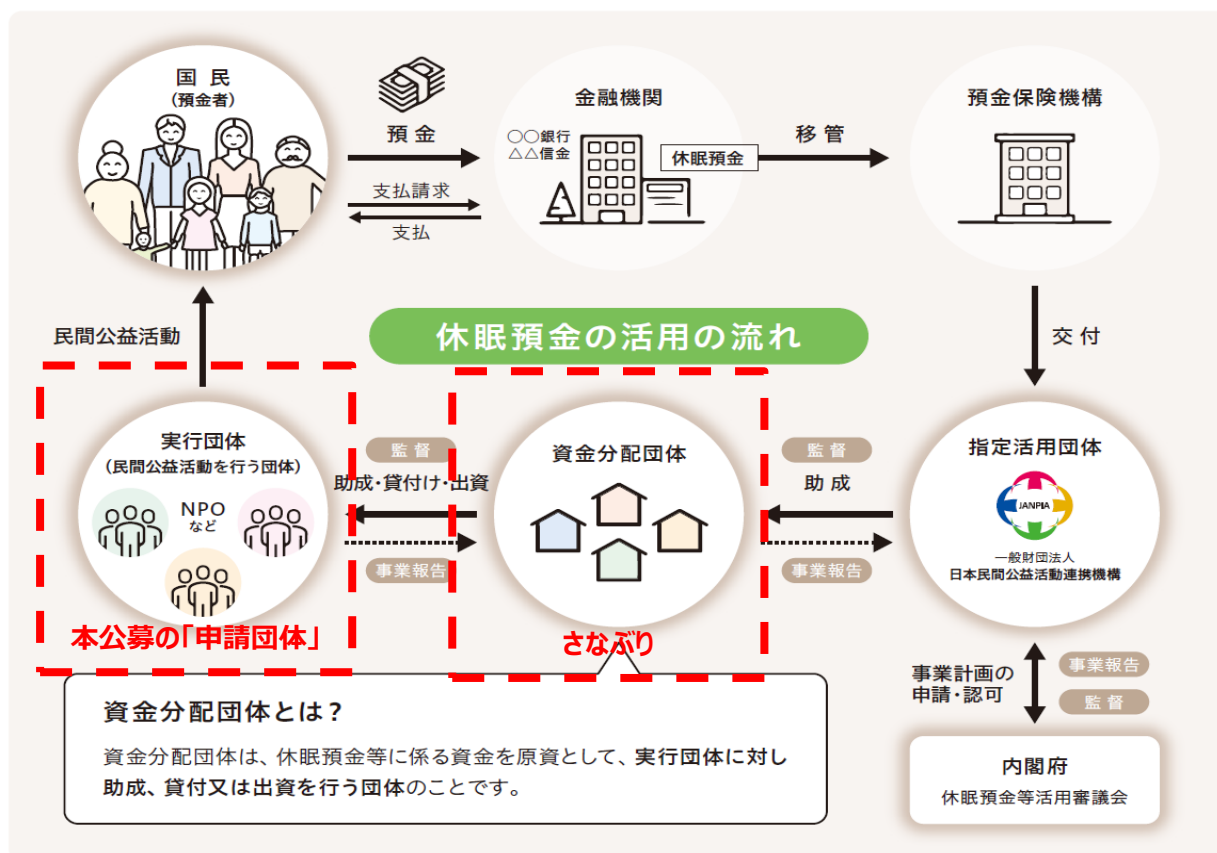 国 民
(預金者)
預 金
支払請求
支払
金融機関
○○銀行
△△信金
休眠預金
移 管
預金保険機構
民間公益活動
休眠預金の活用の流れ
交 付
実行団体
(民間公益活動を行う団体)
NPO
など
本公募の「申請団体」
監 督
助成・貸付け・出資
事業報告
資金分配団体
さなぶり
監 督
助 成
事業報告
指定活用団体
JANPIA
一般財団法人
日本民間公益活動連携機構
事業計画の
申請・認可
事業報告
監 督
内閣府
休眠預金等活用審議会
資金分配団体とは？
資金分配団体は、休眠預金等に係る資金を原資として、実行団体に対し
助成、貸付又は出資を行う団体のことです。